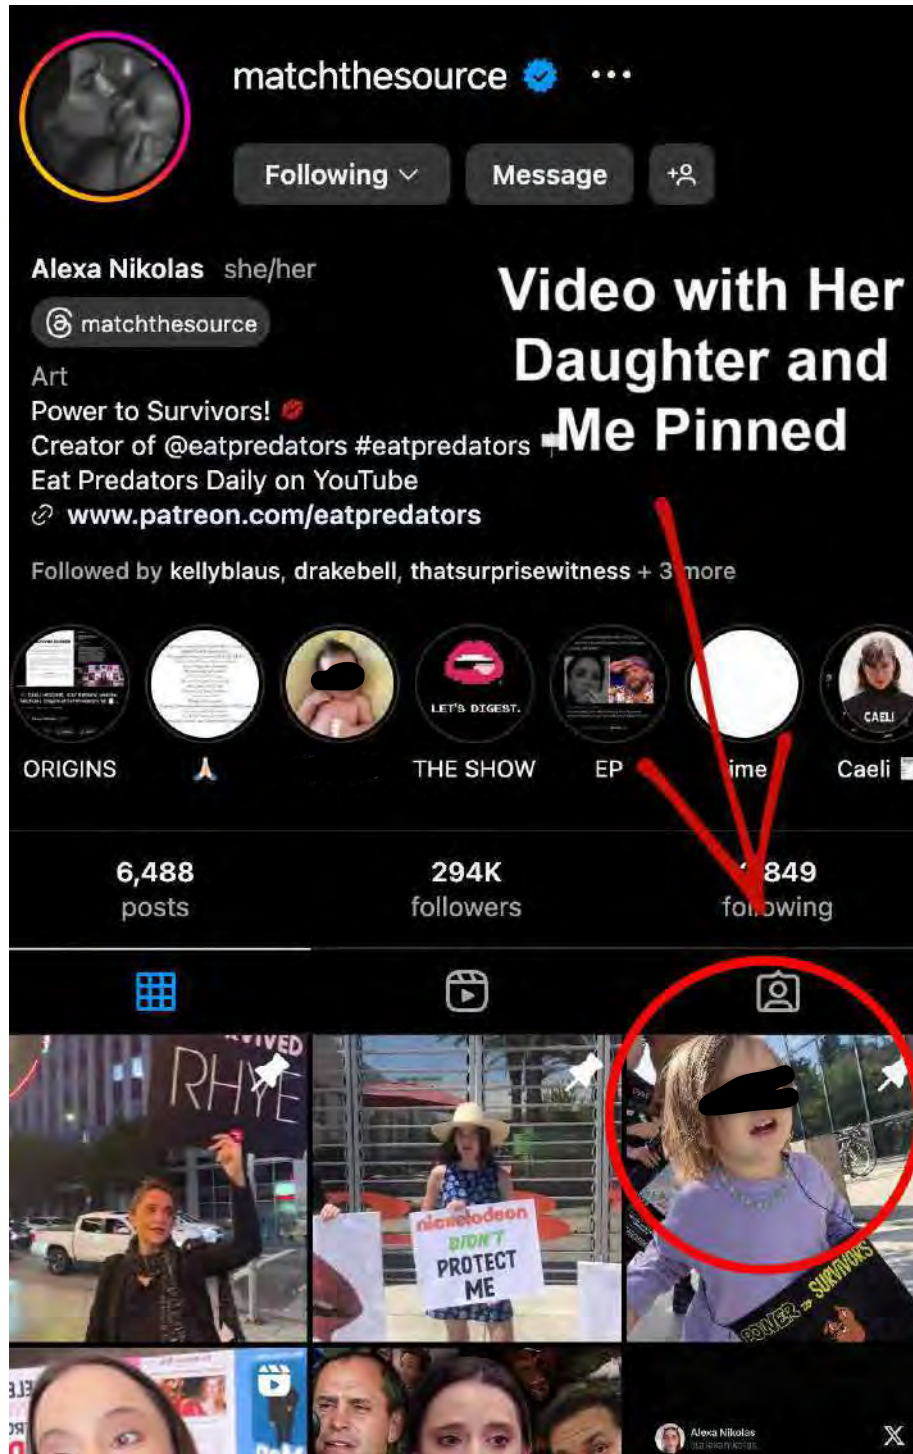 matchthesource
Following
Message
Alexa Nikolas she/her
matchthesource
Video with Her
Daughter and
Me Pinned
Art
Power to Survivors! 💋
Creator of @eatpredators #eatpredators
Eat Predators Daily on YouTube
www.patreon.com/eatpredators
Followed by kellyblaus, drakebell, thatsurprisewitness + 3 more
LET'S DIGEST.
CAELI
ORIGINS
🙏🏻
THE SHOW
EP
ime
Caeli
6,488
posts
294K
followers
849
following
VIVED
RHYE
nickelodeon
DIDN'T
PROTECT
ME
POWER to SURVIVORS
Alexa Nikolas
X